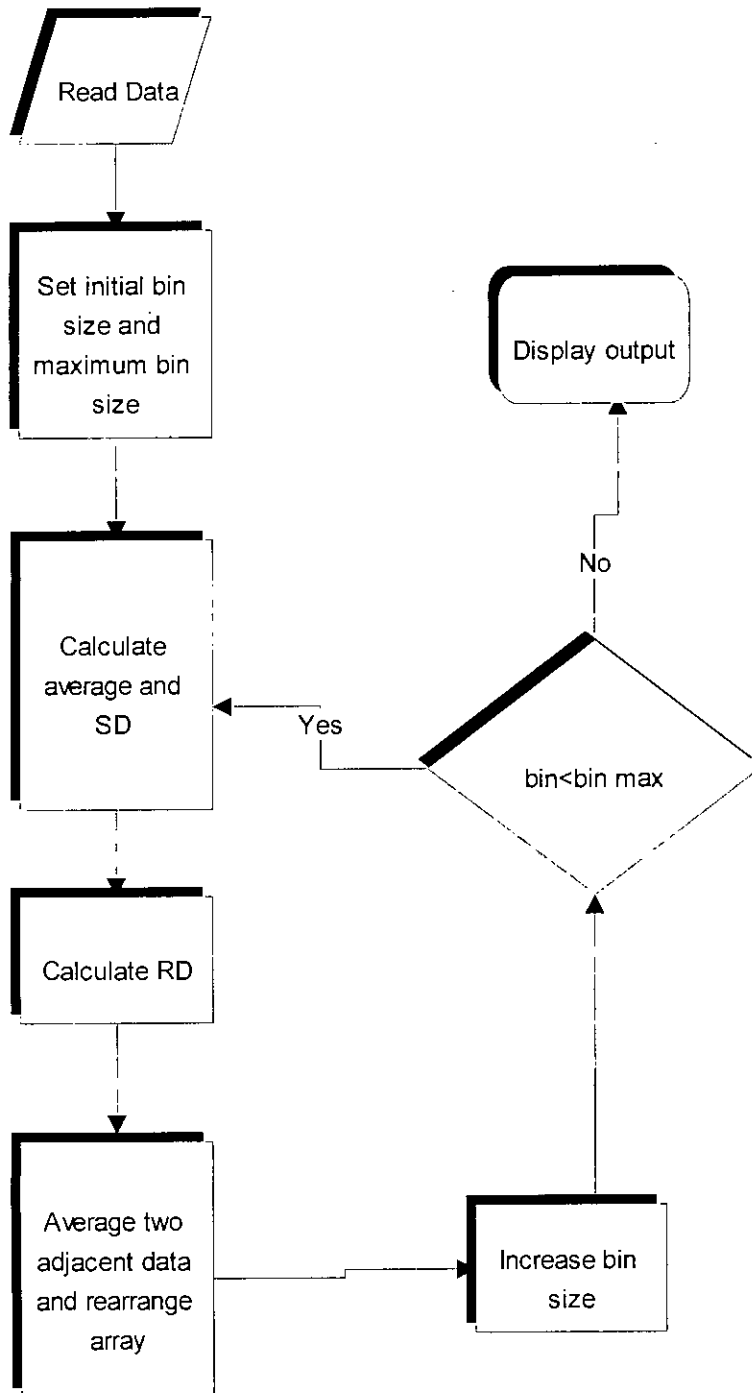 Read Data
Set initial bin
size and
maximum bin
size
Calculate
average and
SD
Calculate RD
Average two
adjacent data
and rearrange
array
Increase bin
size
bin<bin max
Yes
No
Display output